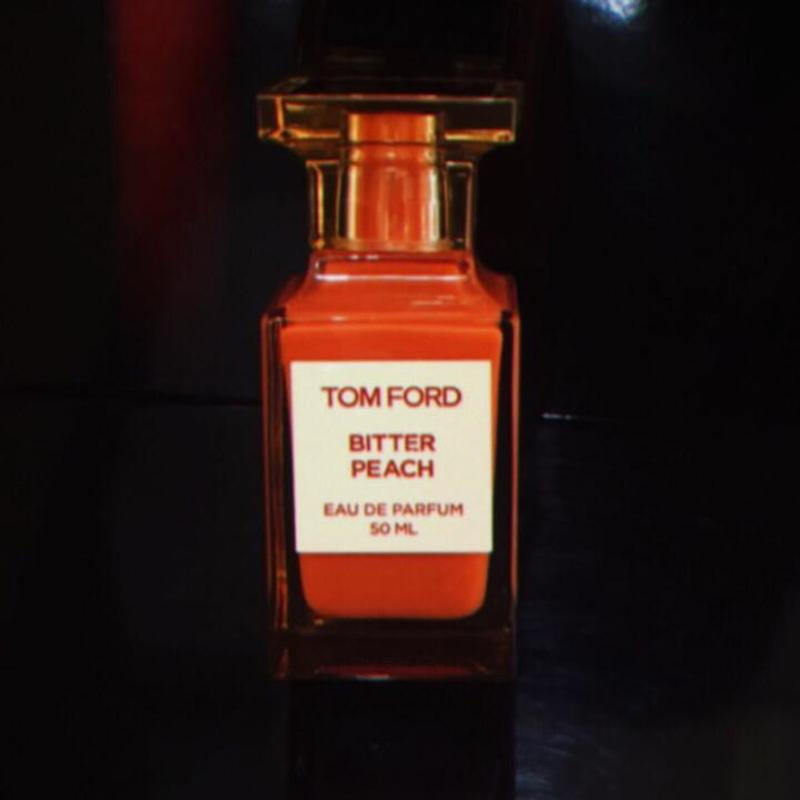 TOM FORD
BITTER
PEACH
EAU DE PARFUM
50 ML